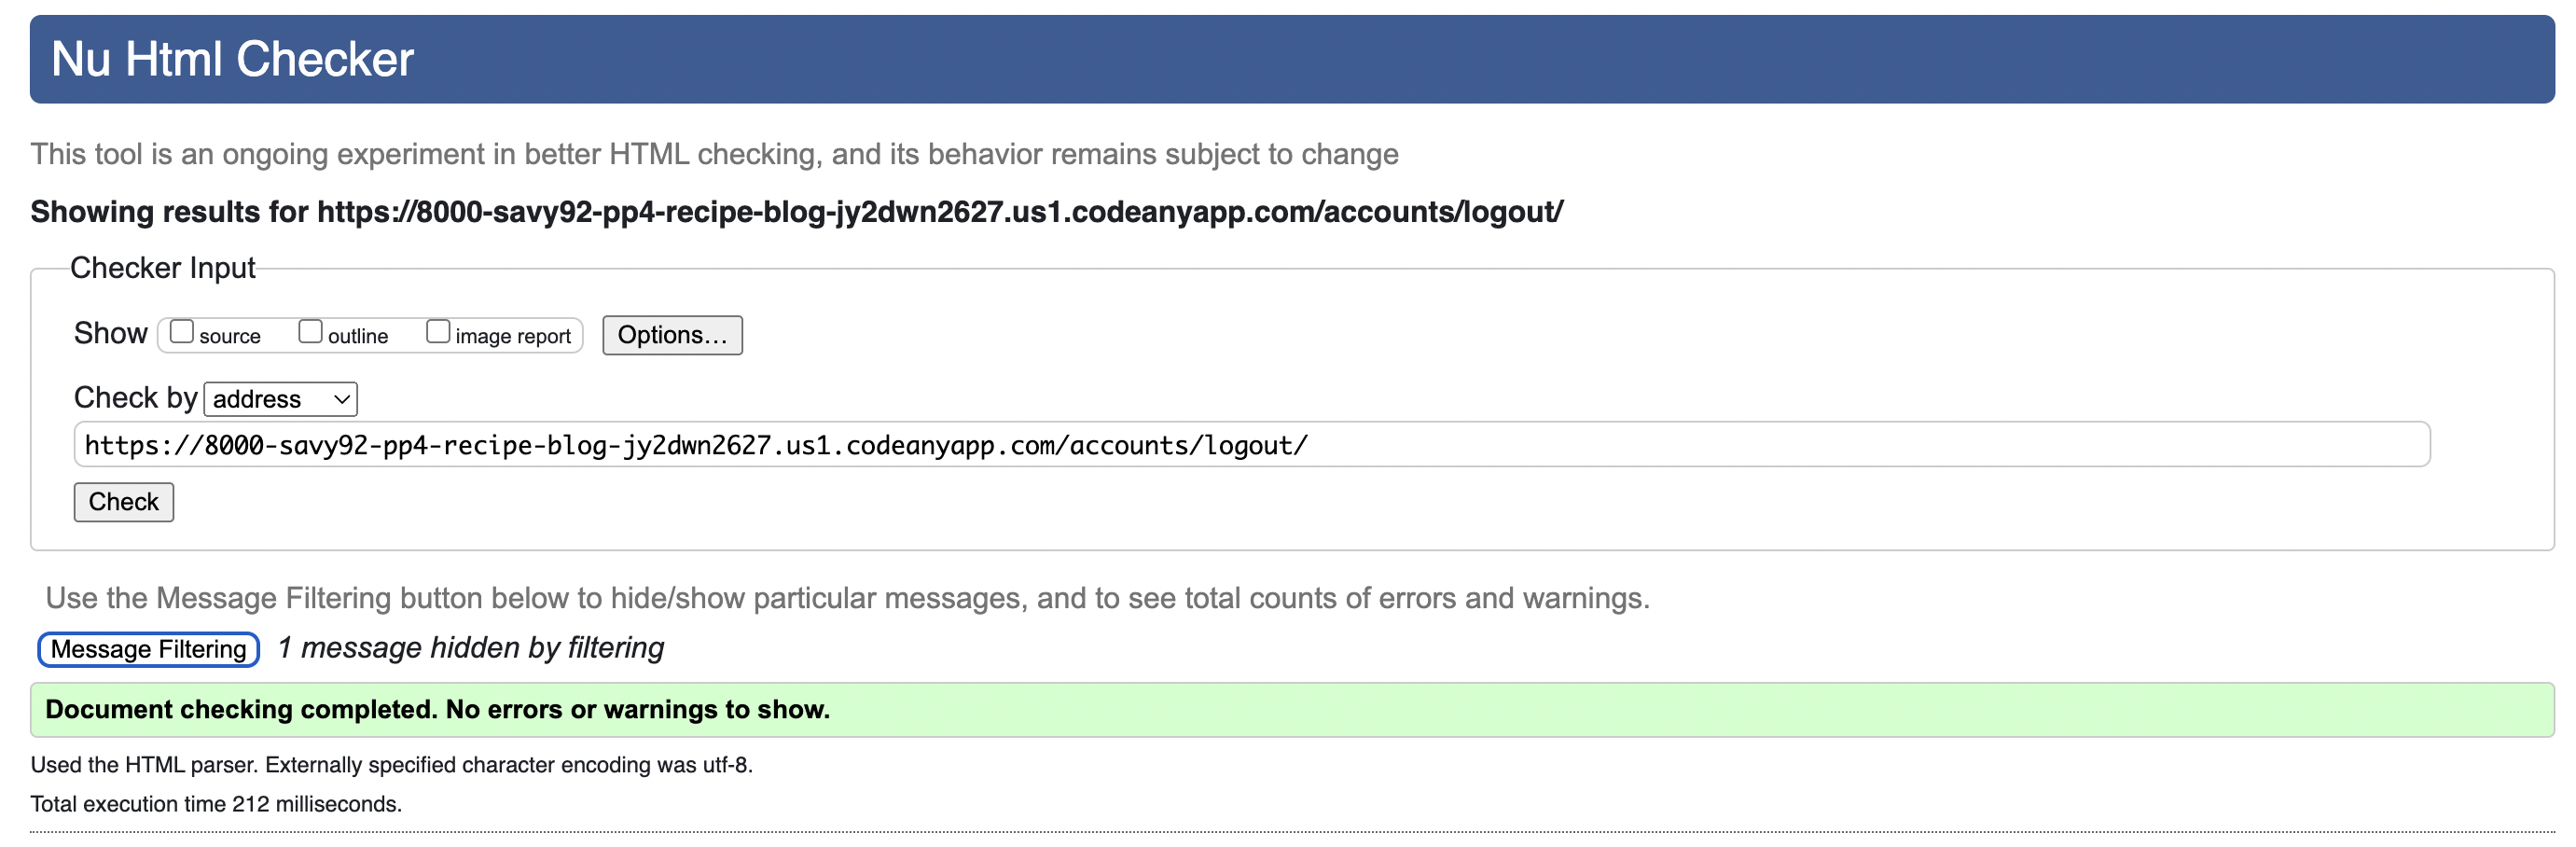 Nu Html Checker
This tool is an ongoing experiment in better HTML checking, and its behavior remains subject to change
Showing results for https://8000-savy92-pp4-recipe-blog-jy2dwn2627.us1.codeanyapp.com/accounts/logout/
Checker Input
Show source outline image report Options...
Check by address
https://8000-savy92-pp4-recipe-blog-jy2dwn2627.us1.codeanyapp.com/accounts/logout/
Check
Use the Message Filtering button below to hide/show particular messages, and to see total counts of errors and warnings.
Message Filtering 1 message hidden by filtering
Document checking completed. No errors or warnings to show.
Used the HTML parser. Externally specified character encoding was utf-8.
Total execution time 212 milliseconds.